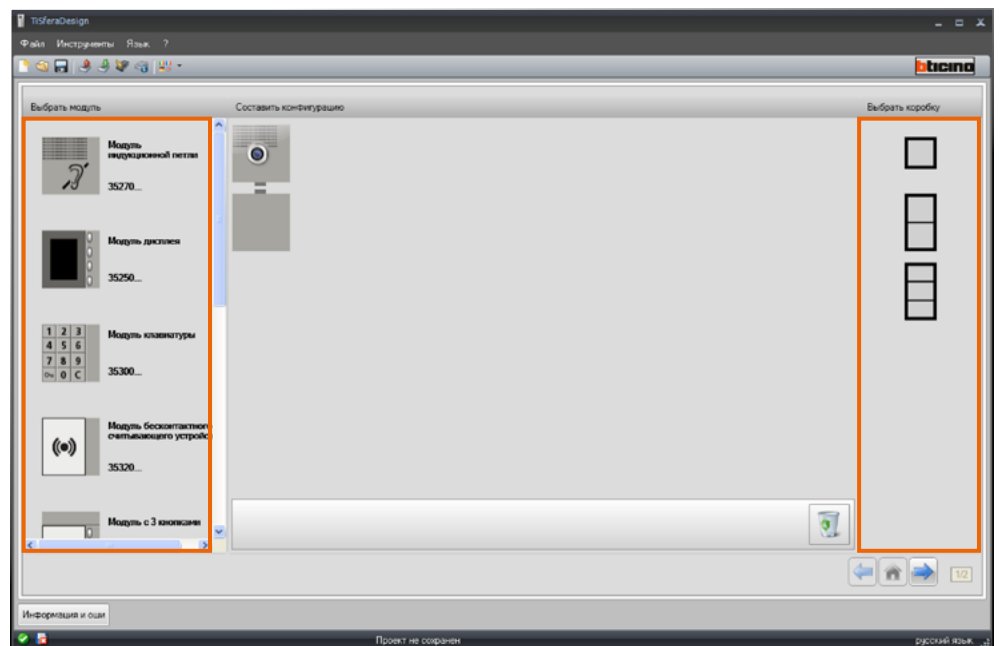 TiSferaDesign
Файл Инструменты Язык ?
bticino
Выбрать модуль
Составить конфигурацию
Выбрать коробку
Модуль
индукционной петли
35270...
Модуль дисплея
35250...
1 2 3
4 5 6
7 8 9
0 C
Модуль клавиатуры
35300...
Модуль бесконтактного
считывающего устройс
35320...
Модуль с 3 кнопками
1/2
Информация и оши
Проект не сохранен
русский язык